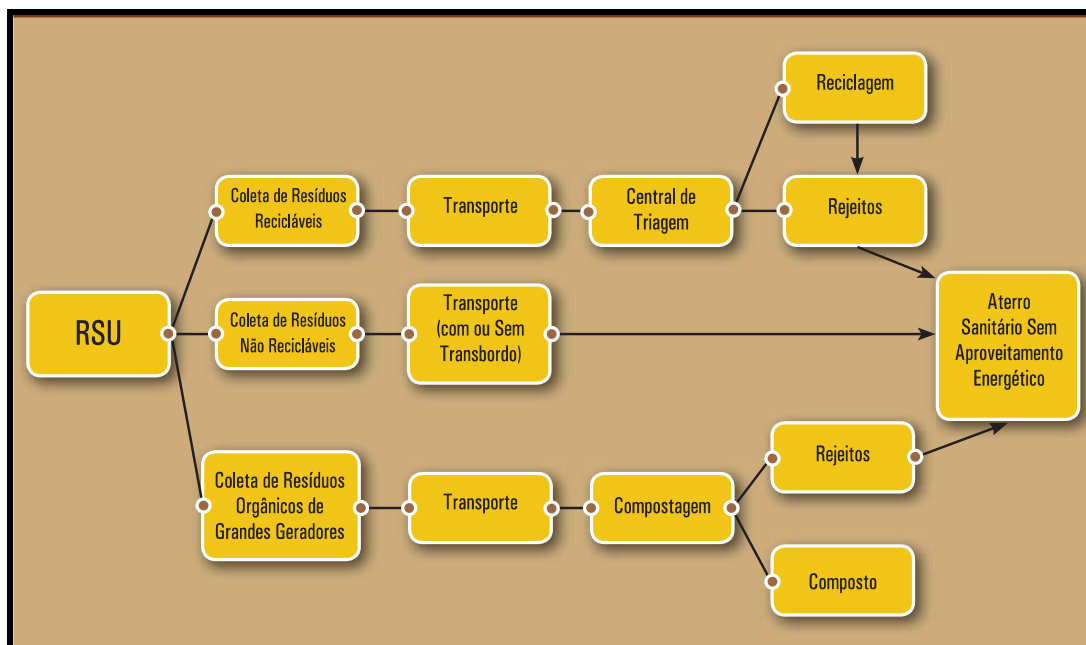 Reciclagem
Coleta de Resíduos
Recicláveis
Transporte
Central de
Triagem
Rejeitos
RSU
Coleta de Resíduos
Não Recicláveis
Transporte
(com ou Sem
Transbordo)
Aterro
Sanitário Sem
Aproveitamento
Energético
Coleta de Resíduos
Orgânicos de
Grandes Geradores
Transporte
Compostagem
Rejeitos
Composto